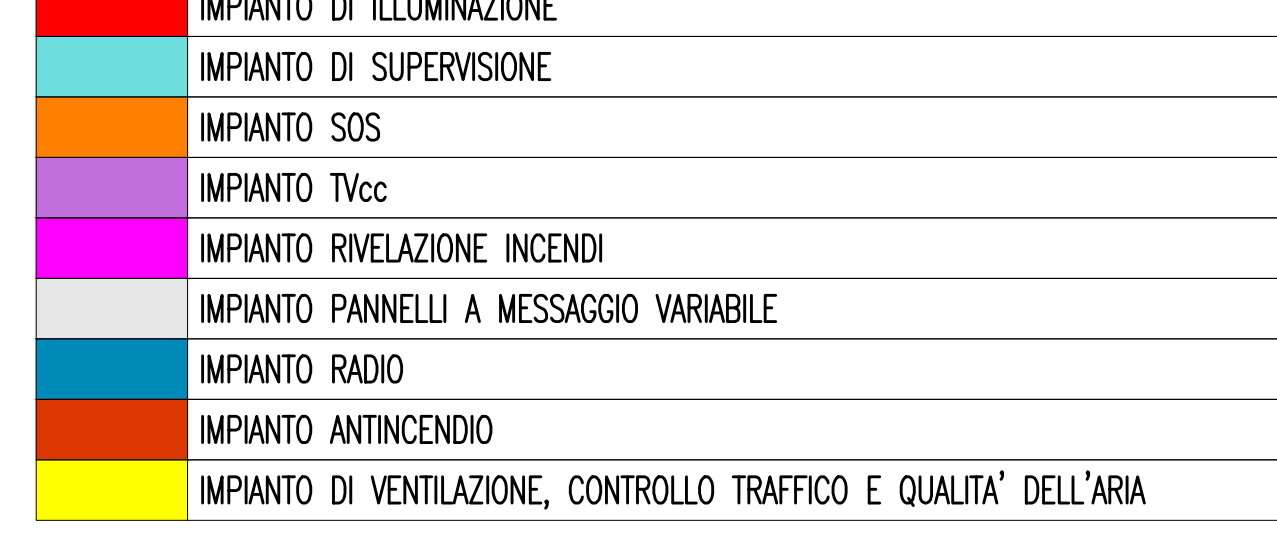 IMPIANTO DI ILLUMINAZIONE
IMPIANTO DI SUPERVISIONE
IMPIANTO SOS
IMPIANTO TVcc
IMPIANTO RIVELAZIONE INCENDI
IMPIANTO PANNELLI A MESSAGGIO VARIABILE
IMPIANTO RADIO
IMPIANTO ANTINCENDIO
IMPIANTO DI VENTILAZIONE, CONTROLLO TRAFFICO E QUALITA' DELL'ARIA